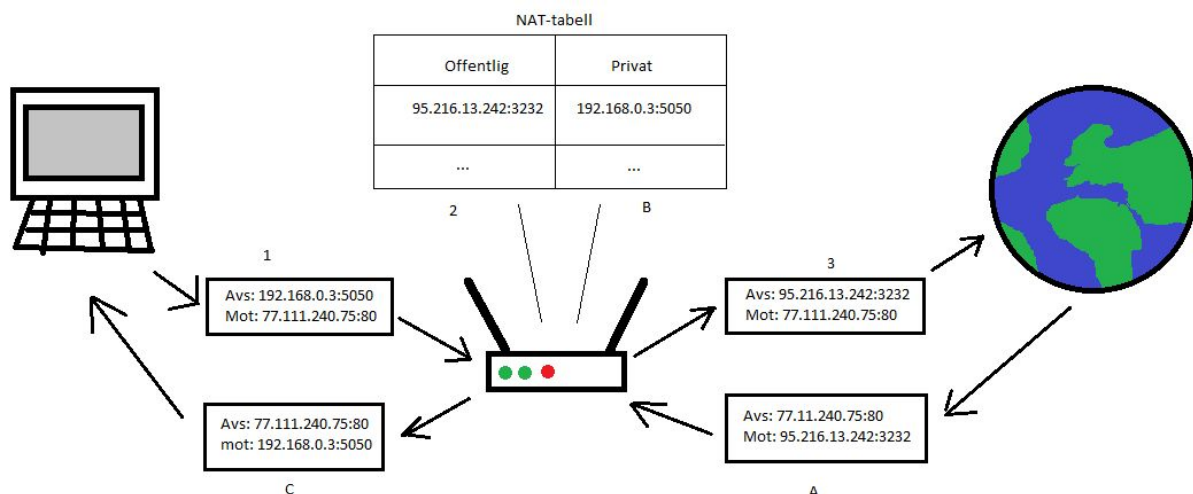 NAT-tabell
Offentlig Privat
95.216.13.242:3232 192.168.0.3:5050
... ...
2 B
1
Avs: 192.168.0.3:5050
Mot: 77.111.240.75:80
3
Avs: 95.216.13.242:3232
Mot: 77.111.240.75:80
Avs: 77.111.240.75:80
mot: 192.168.0.3:5050
C
Avs: 77.11.240.75:80
Mot: 95.216.13.242:3232
A